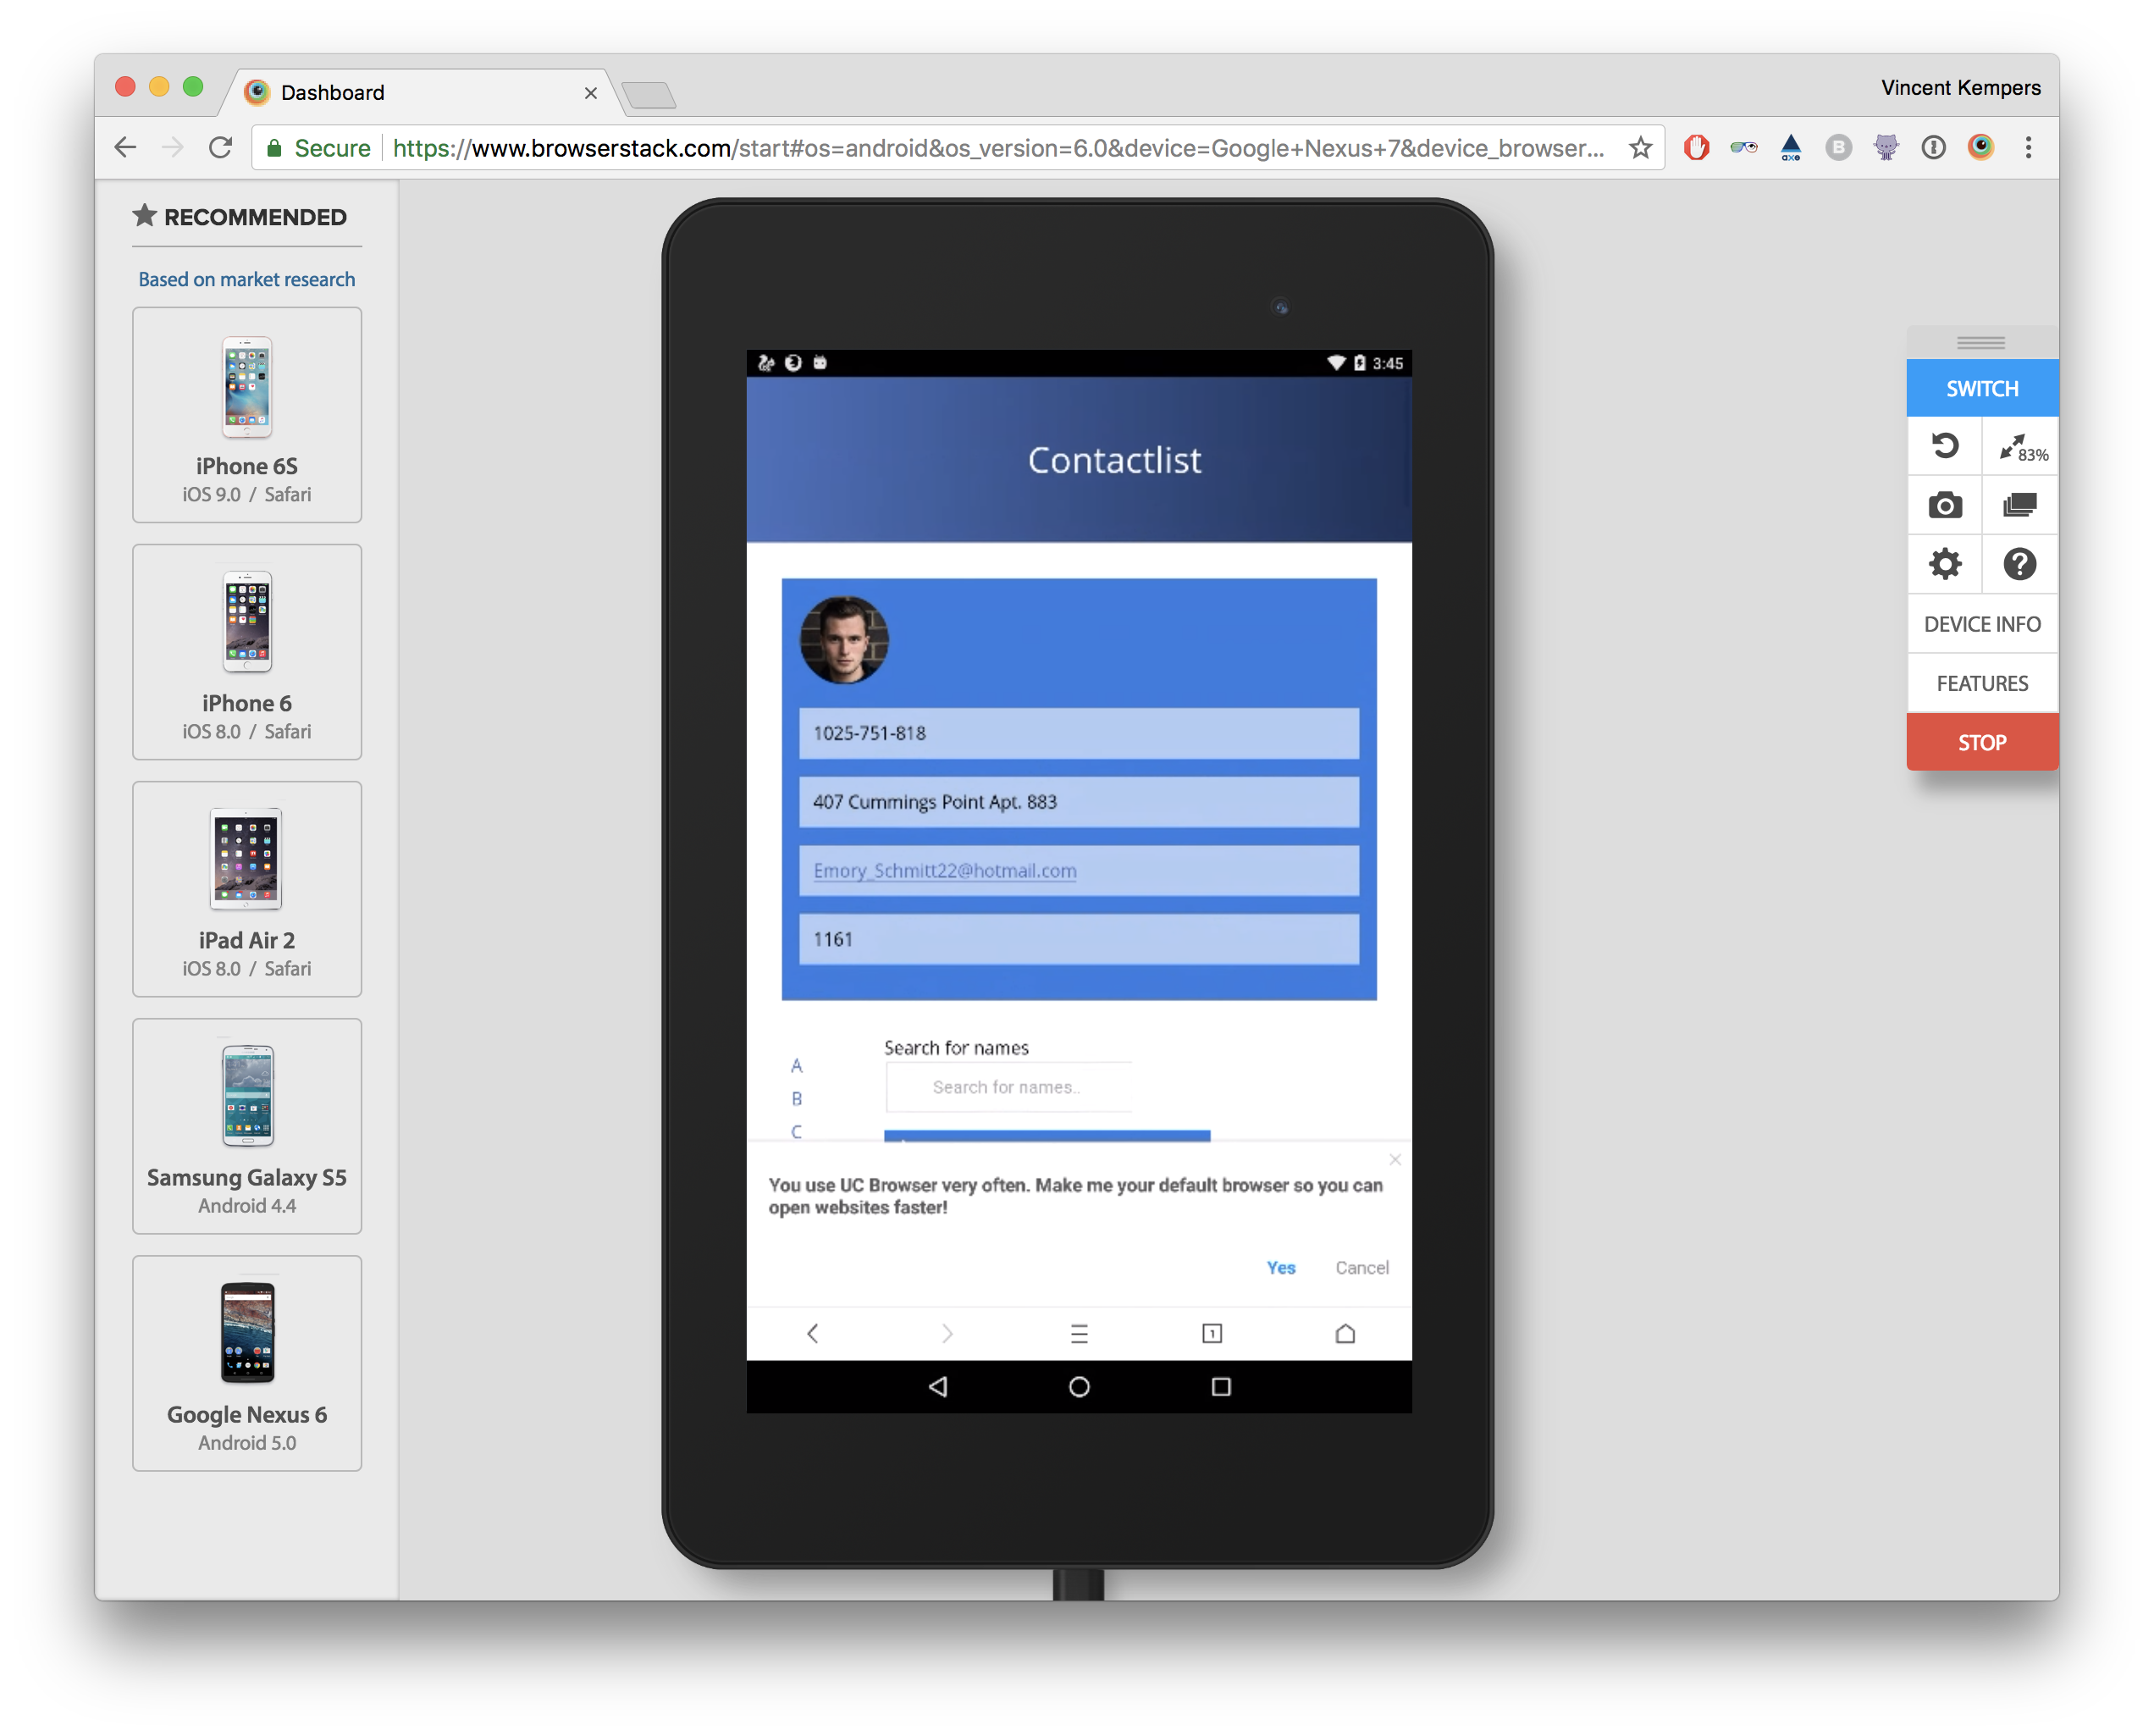 Dashboard
Vincent Kempers
Secure
https://www.browserstack.com/start#os=android&os_version=6.0&device=Google+Nexus+7&device_browser...
axe
B
RECOMMENDED
Based on market research
iPhone 6S
iOS 9.0 / Safari
iPhone 6
iOS 8.0 / Safari
iPad Air 2
iOS 8.0 / Safari
Samsung Galaxy S5
Android 4.4
Google Nexus 6
Android 5.0
3:45
Contactlist
1025-751-818
407 Cummings Point Apt. 883
Emory_Schmitt22@hotmail.com
1161
Search for names
A
Search for names..
B
C
You use UC Browser very often. Make me your default browser so you can
open websites faster!
Yes
Cancel
1
SWITCH
83%
DEVICE INFO
FEATURES
STOP